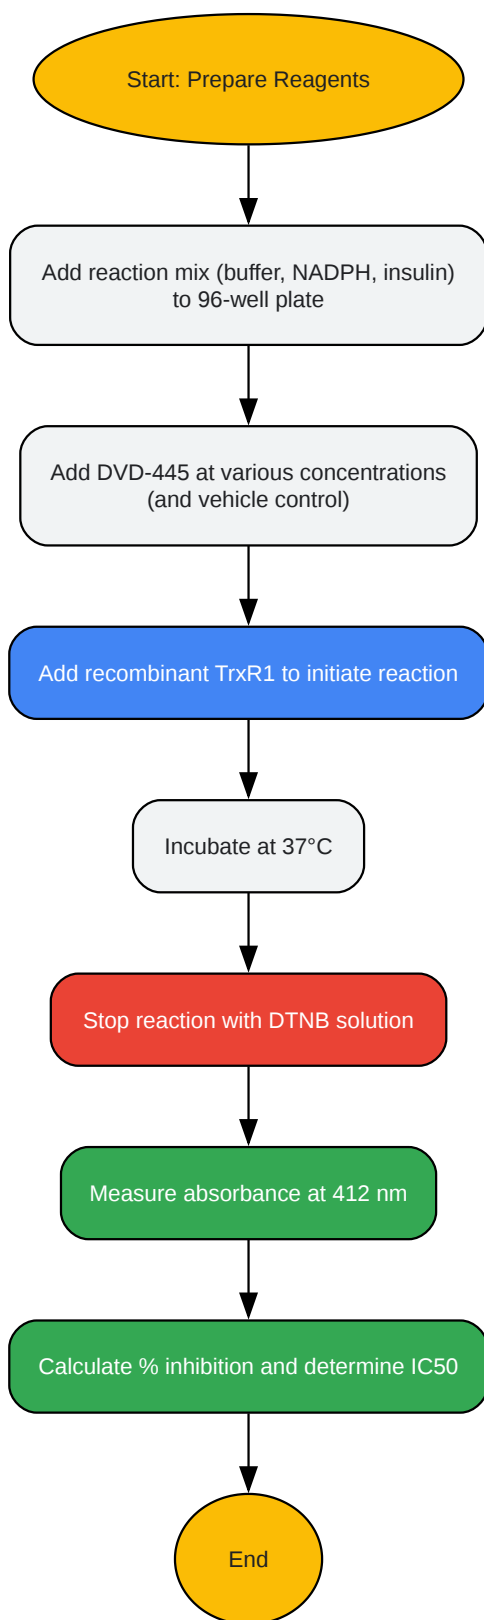 Start: Prepare Reagents
Add reaction mix (buffer, NADPH, insulin)
to 96-well plate
Add DVD-445 at various concentrations
(and vehicle control)
Add recombinant TrxR1 to initiate reaction
Incubate at 37°C
Stop reaction with DTNB solution
Measure absorbance at 412 nm
Calculate % inhibition and determine IC50
End